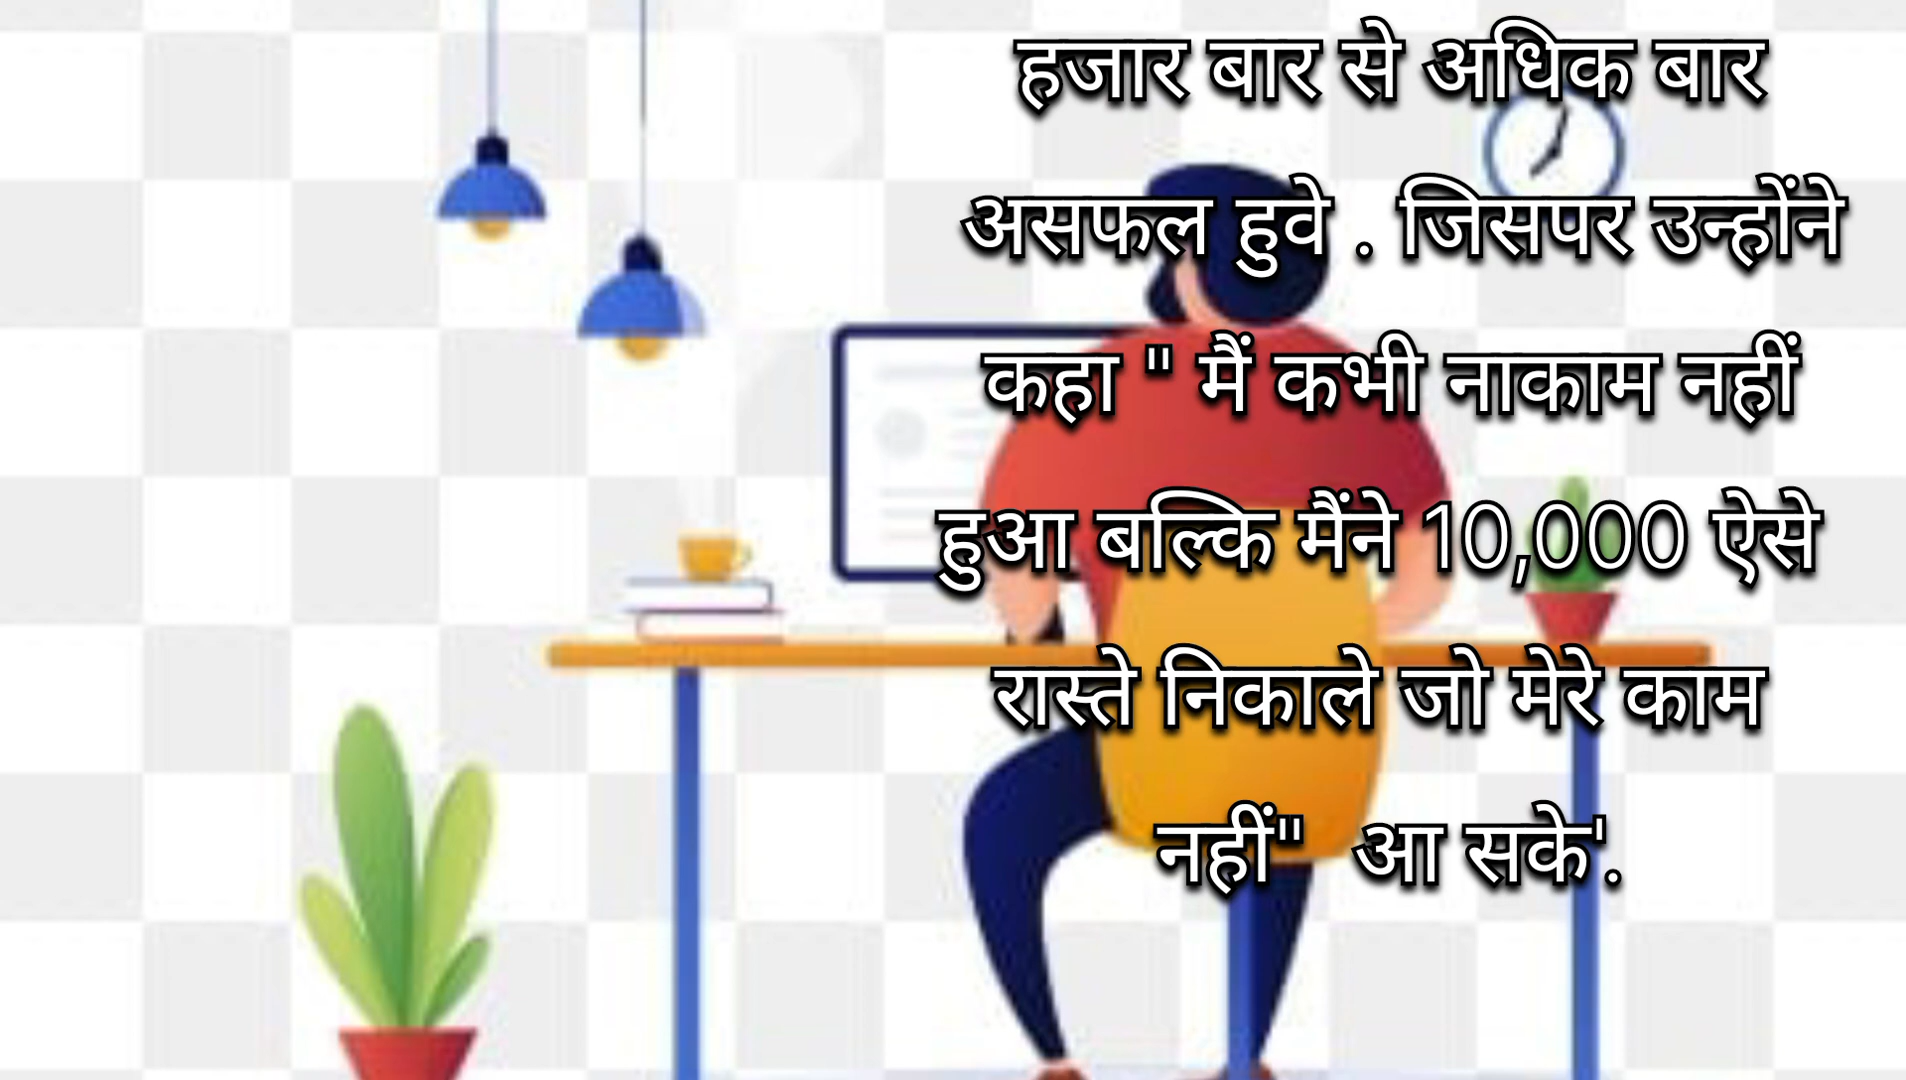 हजार बार से अधिक बार
असफल हुवे . जिसपर उन्होंने
कहा " मैं कभी नाकाम नहीं
हुआ बल्कि मैंने 10,000 ऐसे
रास्ते निकाले जो मेरे काम
नहीं"  आ सके'.